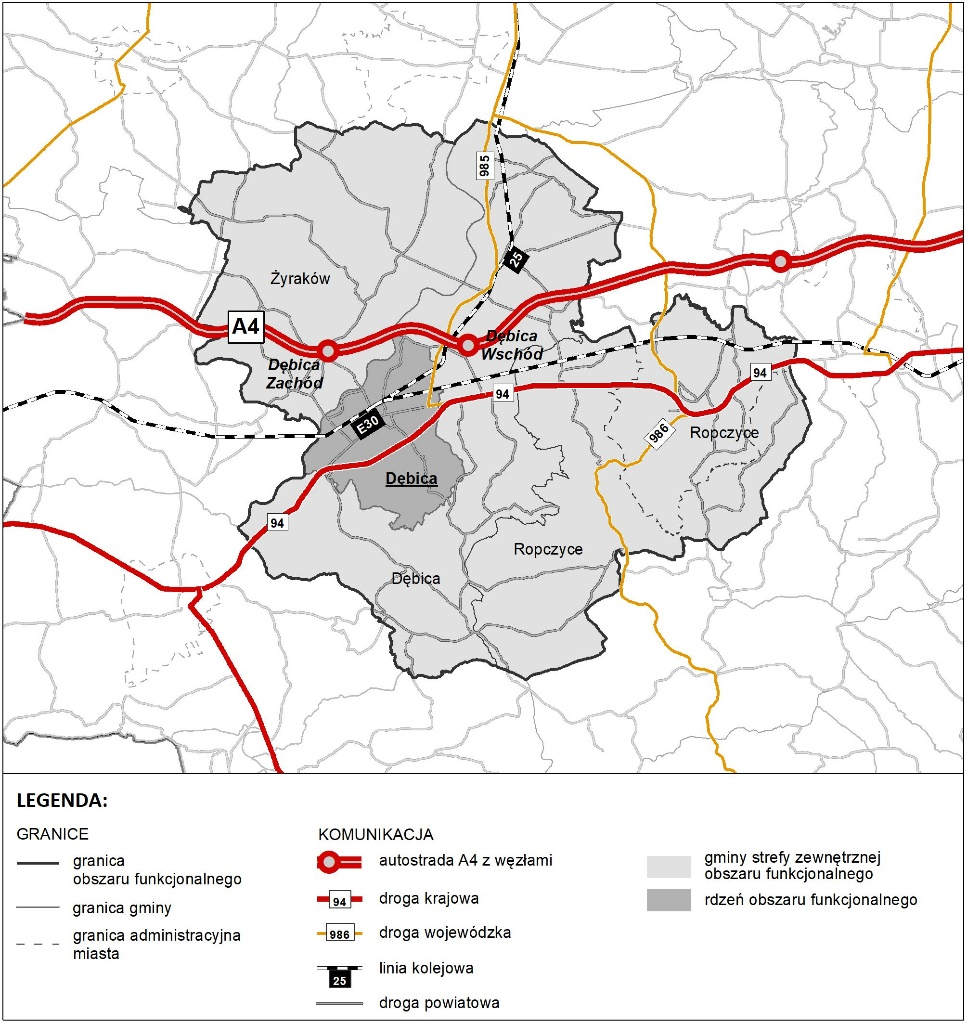 985
25
Żyraków
A4
Dębica
Wschód
Dębica
Zachód
94
94
E30
986
Ropczyce
Dębica
94
Ropczyce
Dębica
LEGENDA:
GRANICE
granica
obszaru funkcjonalnego
granica gminy
granica administracyjna
miasta
KOMUNIKACJA
autostrada A4 z węzłami
94
droga krajowa
986
droga wojewódzka
linia kolejowa
25
droga powiatowa
gminy strefy zewnętrznej
obszaru funkcjonalnego
rdzeń obszaru funkcjonalnego